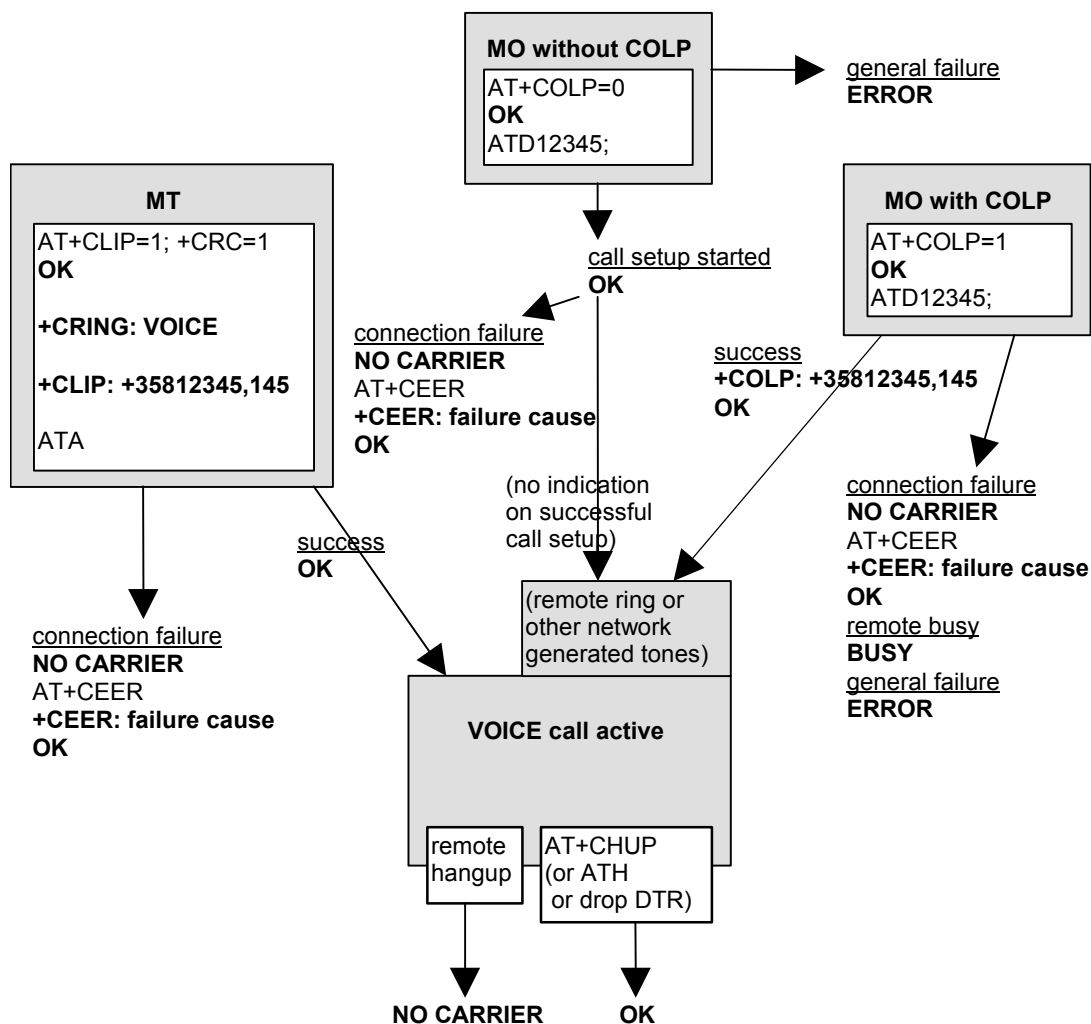 MO without COLP
AT+COLP=0
OK
ATD12345;
general failure
ERROR
MT
AT+CLIP=1; +CRC=1
OK
+CRING: VOICE
+CLIP: +35812345,145
ATA
MO with COLP
AT+COLP=1
OK
ATD12345;
call setup started
OK
connection failure
NO CARRIER
AT+CEER
+CEER: failure cause
OK
success
+COLP: +35812345,145
OK
(no indication
on successful
call setup)
success
OK
connection failure
NO CARRIER
AT+CEER
+CEER: failure cause
OK
remote busy
BUSY
general failure
ERROR
connection failure
NO CARRIER
AT+CEER
+CEER: failure cause
OK
(remote ring or
other network
generated tones)
VOICE call active
remote
hangup
AT+CHUP
(or ATH
or drop DTR)
NO CARRIER
OK